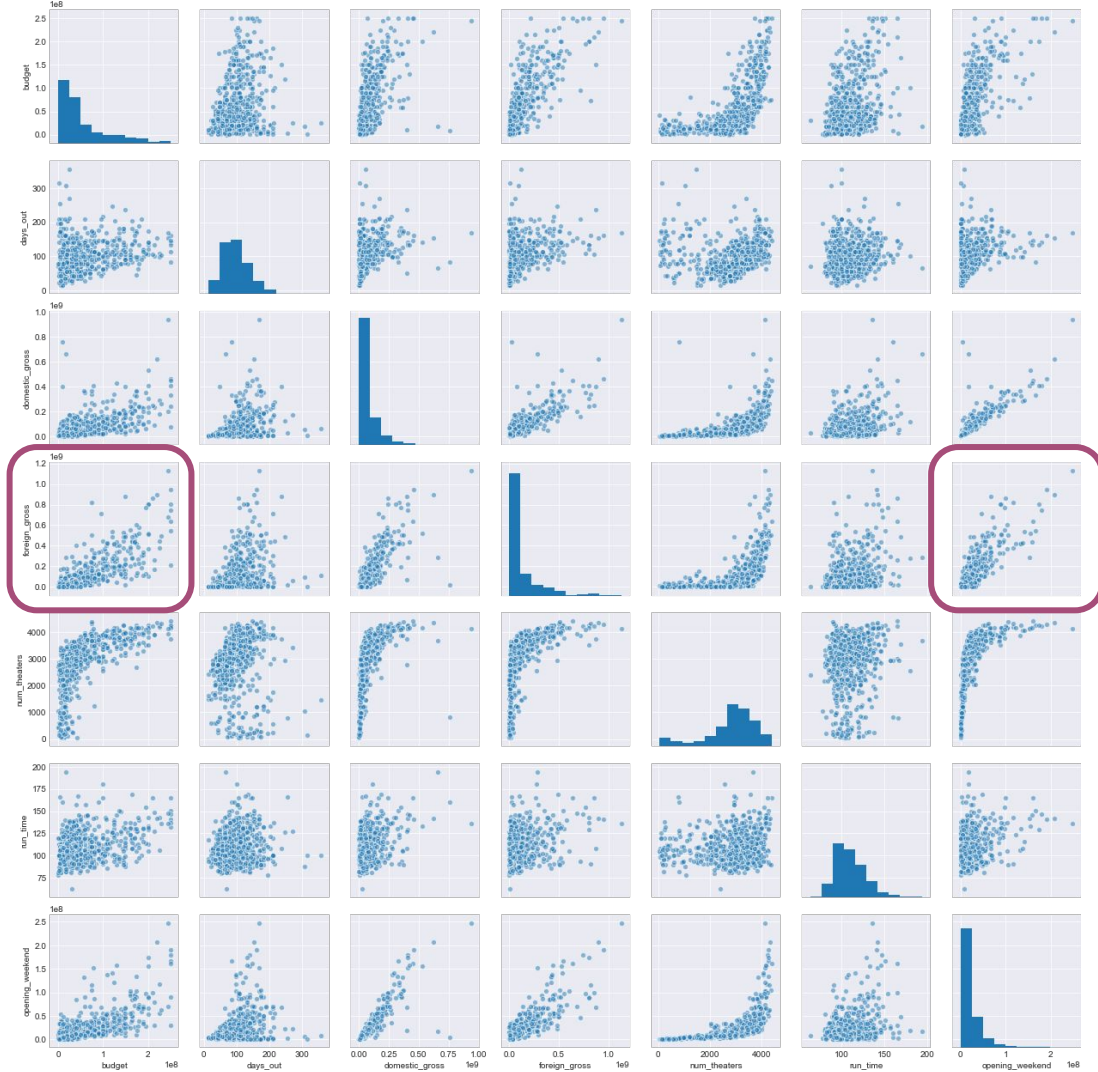 1e8
2.5
2.0
1.5
1.0
0.5
0.0
budget
300
200
100
0
days_out
1e9
1.0
0.8
0.6
0.4
0.2
0.0
domestic_gross
1e9
1.2
1.0
0.8
0.6
0.4
0.2
0.0
foreign_gross
4000
3000
2000
1000
0
num_theaters
200
175
150
125
100
75
run_time
1e8
2.5
2.0
1.5
1.0
0.5
0.0
opening_weekend
0 1 2 0 100 200 300 0.00 0.25 0.50 0.75 1.00 0.0 0.5 1.0 2000 4000 100 150 200 0 1 2
1e8 1e9 1e9 1e8
budget days_out domestic_gross foreign_gross num_theaters run_time opening_weekend